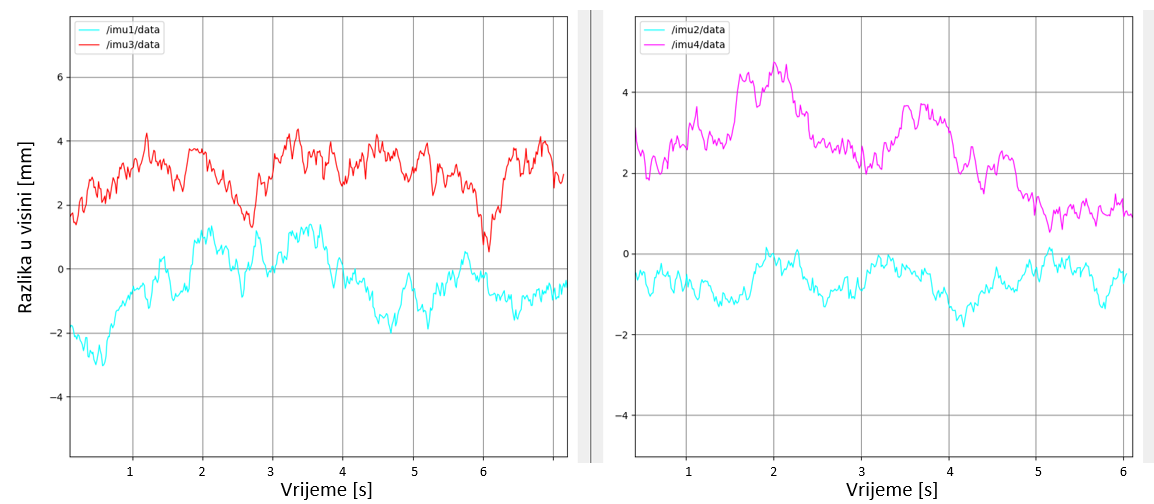 Razlika u visini [mm]
/imu1/data
/imu3/data
6
4
2
0
−2
−4
1 2 3 4 5 6
Vrijeme [s]
/imu2/data
/imu4/data
4
2
0
−2
−4
1 2 3 4 5 6
Vrijeme [s]